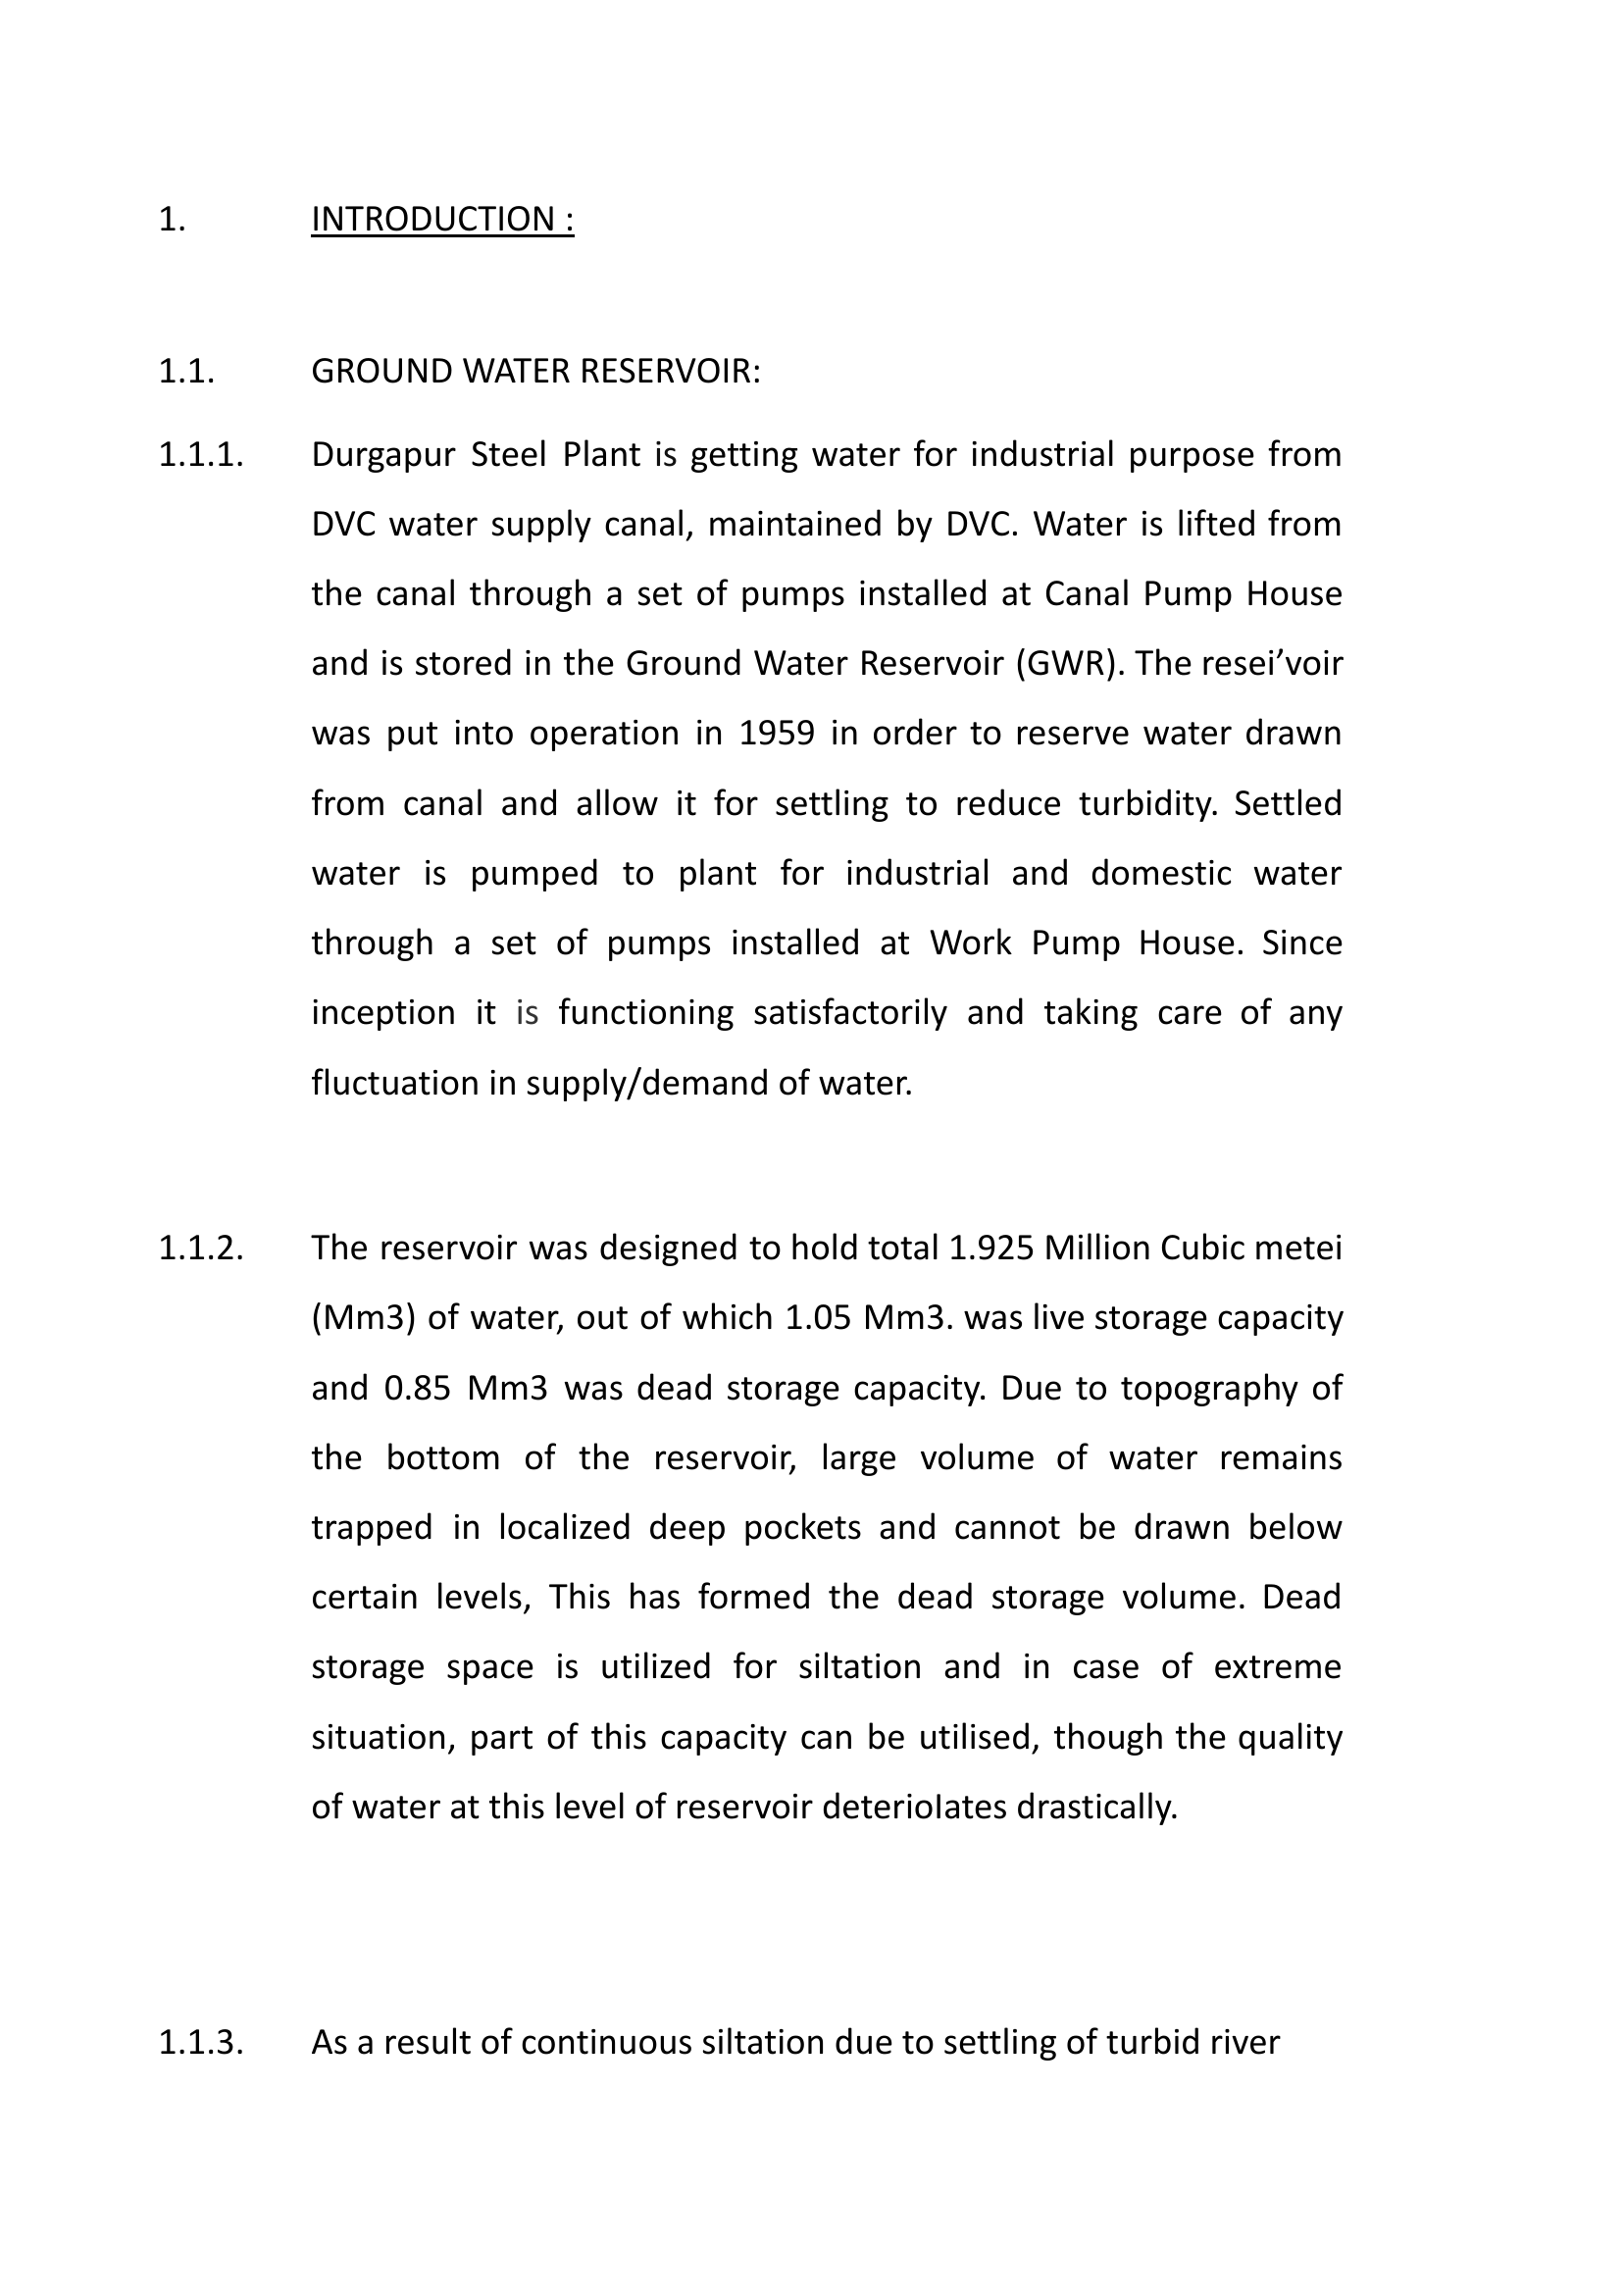 1. INTRODUCTION :
1.1. GROUND WATER RESERVOIR:
1.1.1. Durgapur Steel Plant is getting water for industrial purpose from
DVC water supply canal, maintained by DVC. Water is lifted from
the canal through a set of pumps installed at Canal Pump House
and is stored in the Ground Water Reservoir (GWR). The resei’voir
was put into operation in 1959 in order to reserve water drawn
from canal and allow it for settling to reduce turbidity. Settled
water is pumped to plant for industrial and domestic water
through a set of pumps installed at Work Pump House. Since
inception it is functioning satisfactorily and taking care of any
fluctuation in supply/demand of water.
1.1.2. The reservoir was designed to hold total 1.925 Million Cubic metei
(Mm3) of water, out of which 1.05 Mm3. was live storage capacity
and 0.85 Mm3 was dead storage capacity. Due to topography of
the bottom of the reservoir, large volume of water remains
trapped in localized deep pockets and cannot be drawn below
certain levels, This has formed the dead storage volume. Dead
storage space is utilized for siltation and in case of extreme
situation, part of this capacity can be utilised, though the quality
of water at this level of reservoir deterioIates drastically.
1.1.3. As a result of continuous siltation due to settling of turbid river